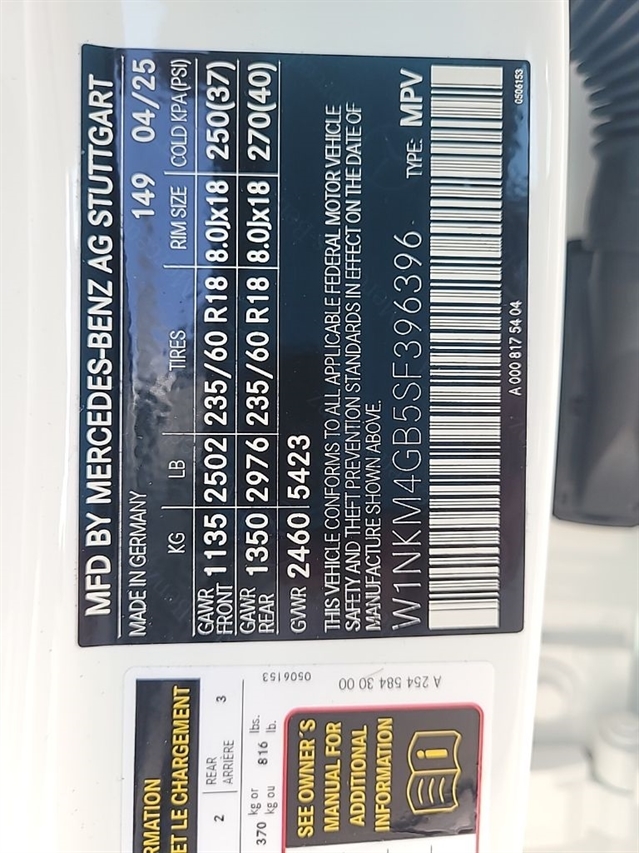 MFD BY MERCEDES-BENZ AG STUTTGART
MADE IN GERMANY 149 04/25
KG LB TIRES RIM SIZE COLD KPA(PSI)
GAWR FRONT 1135 2502 235/60 R18 8.0Jx18 250(37)
GAWR REAR 1350 2976 235/60 R18 8.0Jx18 270(40)
GVWR 2460 5423
THIS VEHICLE CONFORMS TO ALL APPLICABLE FEDERAL MOTOR VEHICLE
SAFETY AND THEFT PREVENTION STANDARDS IN EFFECT ON THE DATE OF
MANUFACTURE SHOWN ABOVE.
W1NKM4GB5SF396396 TYPE: MPV
A 000 817 54 04
0506153
RMATION
ET LE CHARGEMENT
2 REAR ARRIÈRE 3
370 kg or kg ou 816 lbs. lb.
SEE OWNER'S
MANUAL FOR
ADDITIONAL
INFORMATION
0506153
A 254 584 30 00